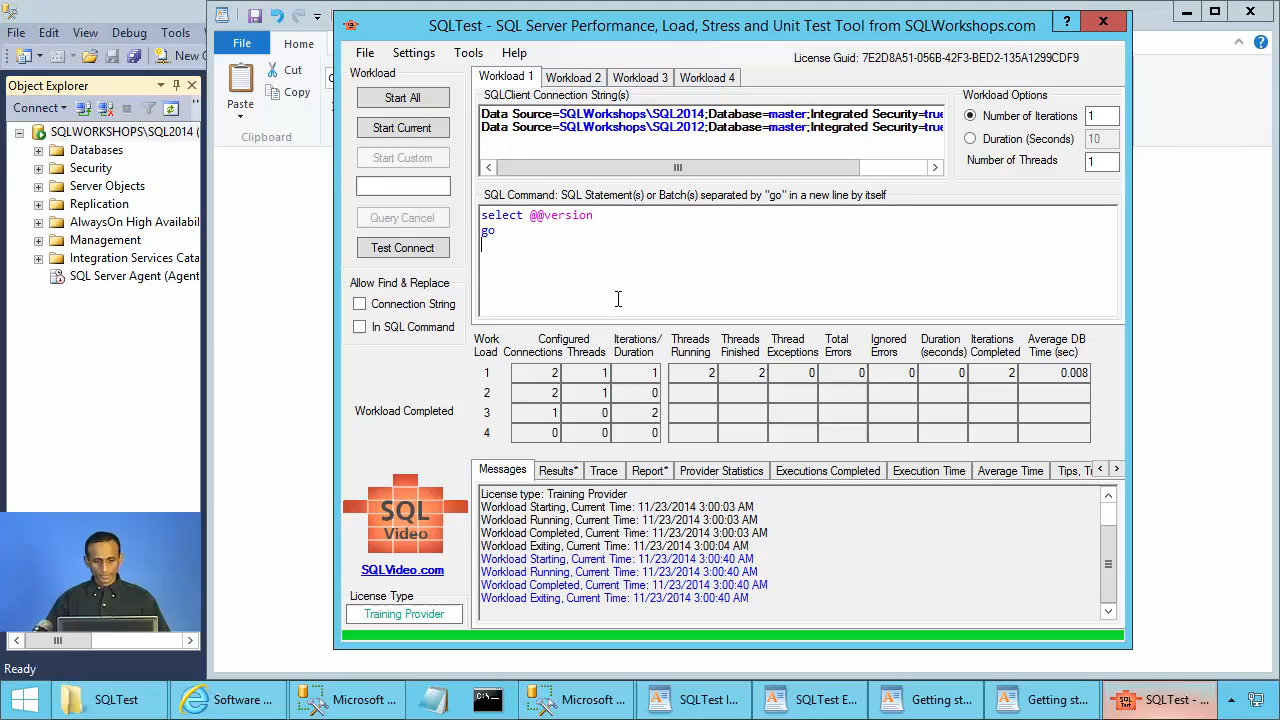 SQLTest - SQL Server Performance, Load, Stress and Unit Test Tool from SQLWorkshops.com
?
File Edit View Debug Tools
New
Object Explorer
Connect
SQLWORKSHOPS\SQL2014 (
Databases
Security
Server Objects
Replication
AlwaysOn High Availabil
Management
Integration Services Cata
SQL Server Agent (Agen
Ready
File Home
Paste
Cut
Copy
Clipboard
File Settings Tools Help
License Guid: 7E2D8A51-056B-42F3-BED2-135A1299CDF9
Workload
Start All
Start Current
Start Custom
Query Cancel
Test Connect
Allow Find & Replace
Connection String
In SQL Command
Workload 1 Workload 2 Workload 3 Workload 4
SQLClient Connection String(s)
Data Source=SQLWorkshops\SQL2014;Database=master;Integrated Security=true
Data Source=SQLWorkshops\SQL2012;Database=master;Integrated Security=true
Workload Options
Number of Iterations 1
Duration (Seconds) 10
Number of Threads 1
SQL Command: SQL Statement(s) or Batch(s) separated by "go" in a new line by itself
select @@version
go
Work Load Configured Connections Threads Iterations/ Duration Threads Running Threads Finished Thread Exceptions Total Errors Ignored Errors Duration (seconds) Iterations Completed Average DB Time (sec)
1 2 1 1 2 2 0 0 0 0 2 0.008
2 2 1 0
3 1 0 2
4 0 0 0
Workload Completed
SQL
Video
SQLVideo.com
License Type
Training Provider
Messages Results* Trace Report* Provider Statistics Executions Completed Execution Time Average Time Tips, Ti
License type: Training Provider
Workload Starting, Current Time: 11/23/2014 3:00:03 AM
Workload Running, Current Time: 11/23/2014 3:00:03 AM
Workload Completed, Current Time: 11/23/2014 3:00:03 AM
Workload Exiting, Current Time: 11/23/2014 3:00:04 AM
Workload Starting, Current Time: 11/23/2014 3:00:40 AM
Workload Running, Current Time: 11/23/2014 3:00:40 AM
Workload Completed, Current Time: 11/23/2014 3:00:40 AM
Workload Exiting, Current Time: 11/23/2014 3:00:40 AM
SQLTest Software ... Microsoft ... Microsoft ... SQLTest I... SQLTest E... Getting st... Getting st... SQLTest - ...